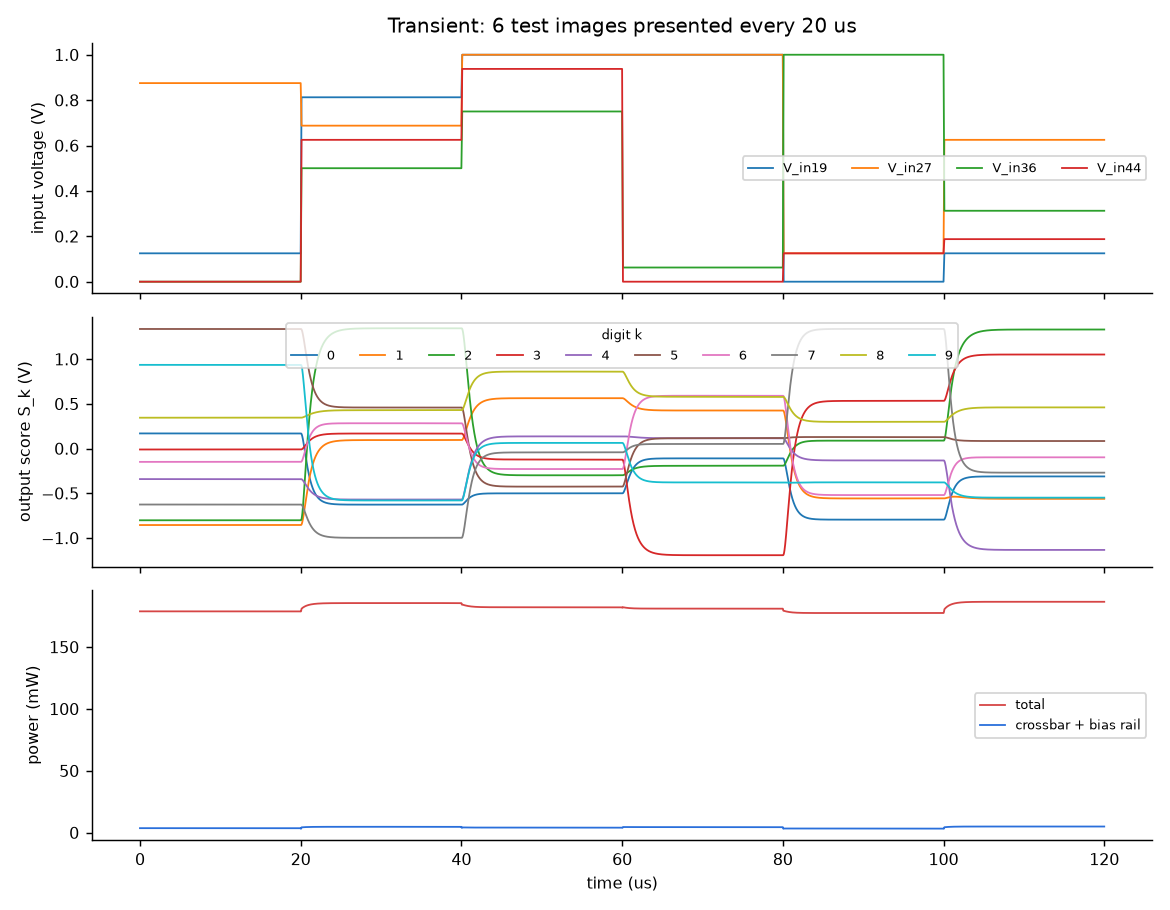 Transient: 6 test images presented every 20 us
input voltage (V)
1.0
0.8
0.6
0.4
0.2
0.0
V_in19 V_in27 V_in36 V_in44
output score S_k (V)
1.0
0.5
0.0
−0.5
−1.0
digit k
0 1 2 3 4 5 6 7 8 9
power (mW)
150
100
50
0
total
crossbar + bias rail
0 20 40 60 80 100 120
time (us)